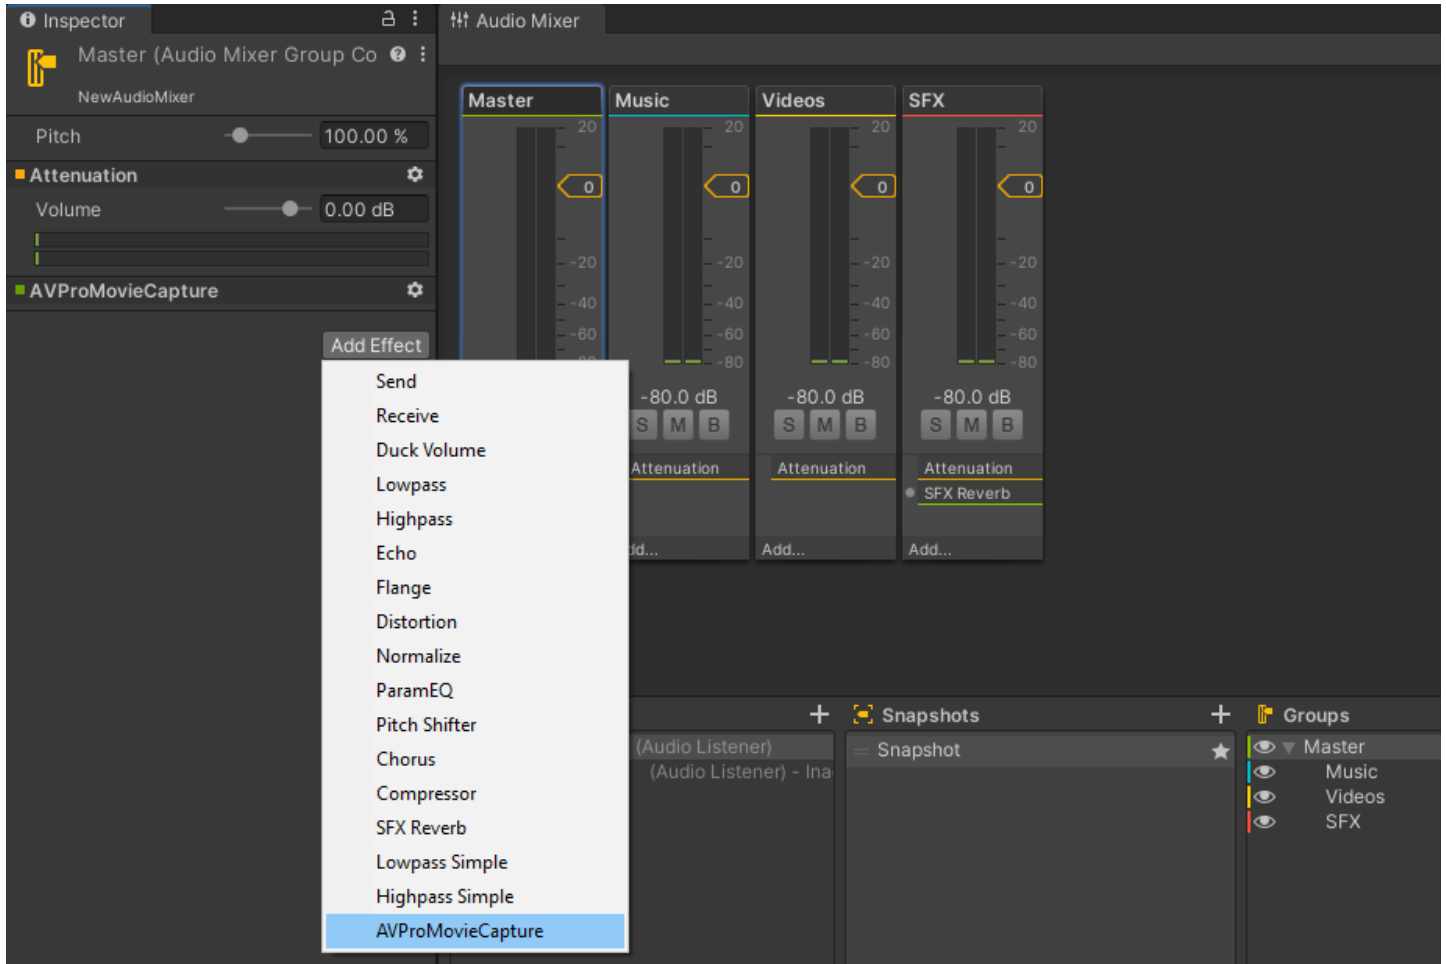 Inspector
Master (Audio Mixer Group Co
NewAudioMixer
Pitch 100.00 %
Attenuation
Volume 0.00 dB
AVProMovieCapture
Add Effect
Send
Receive
Duck Volume
Lowpass
Highpass
Echo
Flange
Distortion
Normalize
ParamEQ
Pitch Shifter
Chorus
Compressor
SFX Reverb
Lowpass Simple
Highpass Simple
AVProMovieCapture
Audio Mixer
Master
20
0
-20
-40
-60
Music
20
0
-20
-40
-60
-80
-80.0 dB
S M B
Attenuation
Videos
20
0
-20
-40
-60
-80
-80.0 dB
S M B
Attenuation
Add...
SFX
20
0
-20
-40
-60
-80
-80.0 dB
S M B
Attenuation
SFX Reverb
Add...
(Audio Listener)
(Audio Listener) - Ina
Snapshots
Snapshot
Groups
Master
Music
Videos
SFX